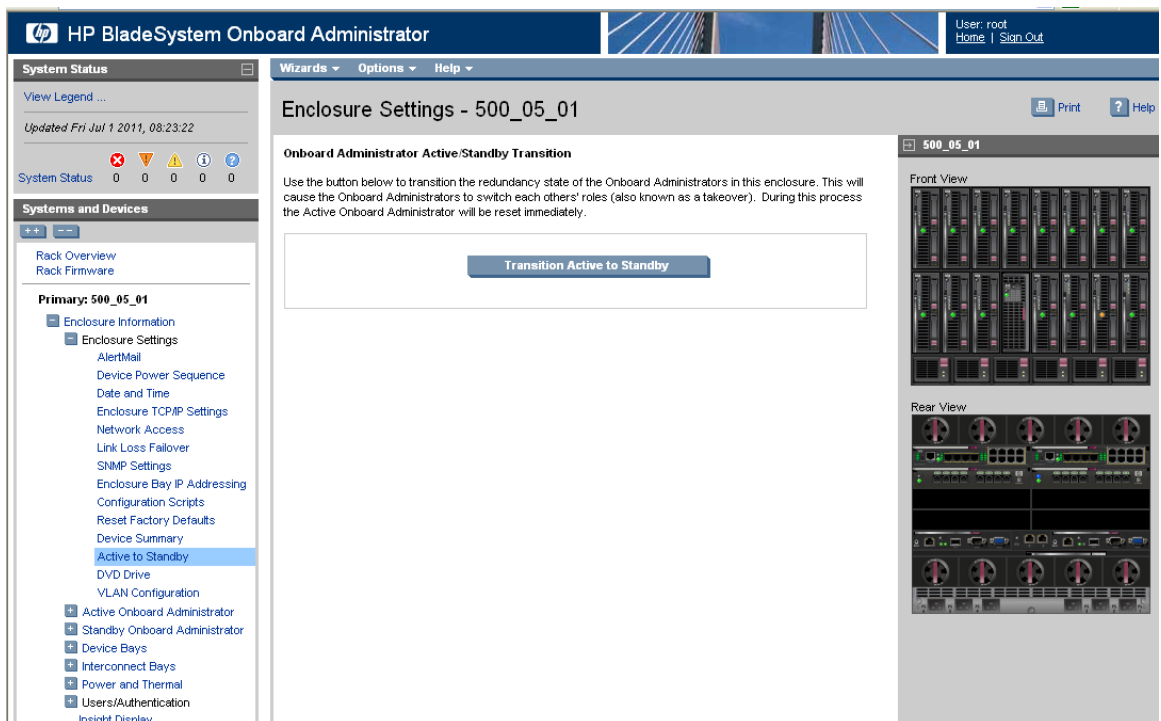 hp HP BladeSystem Onboard Administrator
User: root
Home | Sign Out
System Status
View Legend ...
Updated Fri Jul 1 2011, 08:23:22
System Status 0 0 0 0 0
Systems and Devices
++ --
Rack Overview
Rack Firmware
Primary: 500_05_01
Enclosure Information
Enclosure Settings
AlertMail
Device Power Sequence
Date and Time
Enclosure TCP/IP Settings
Network Access
Link Loss Failover
SNMP Settings
Enclosure Bay IP Addressing
Configuration Scripts
Reset Factory Defaults
Device Summary
Active to Standby
DVD Drive
VLAN Configuration
Active Onboard Administrator
Standby Onboard Administrator
Device Bays
Interconnect Bays
Power and Thermal
Users/Authentication
Insight Display
Wizards Options Help
Enclosure Settings - 500_05_01
Print ? Help
Onboard Administrator Active/Standby Transition
Use the button below to transition the redundancy state of the Onboard Administrators in this enclosure. This will
cause the Onboard Administrators to switch each others' roles (also known as a takeover). During this process
the Active Onboard Administrator will be reset immediately.
Transition Active to Standby
500_05_01
Front View
Rear View